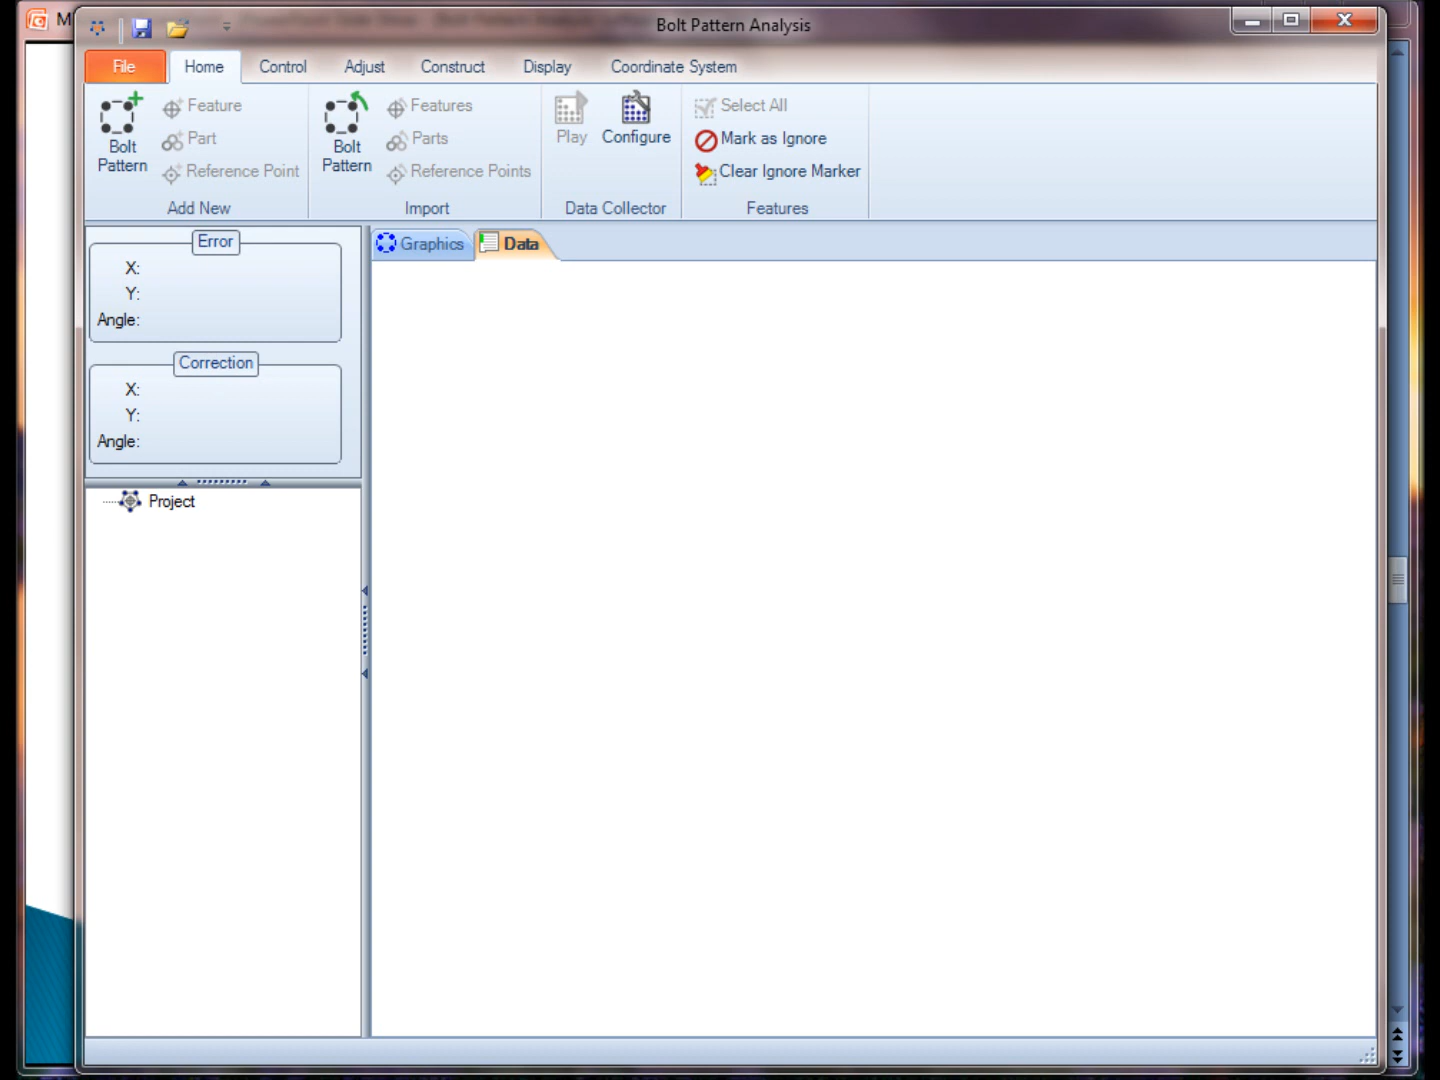 M
Bolt Pattern Analysis
File Home Control Adjust Construct Display Coordinate System
Bolt Pattern
Feature
Part
Reference Point
Add New
Bolt Pattern
Features
Parts
Reference Points
Import
Play
Configure
Data Collector
Select All
Mark as Ignore
Clear Ignore Marker
Features
Error
X:
Y:
Angle:
Correction
X:
Y:
Angle:
Project
Graphics Data